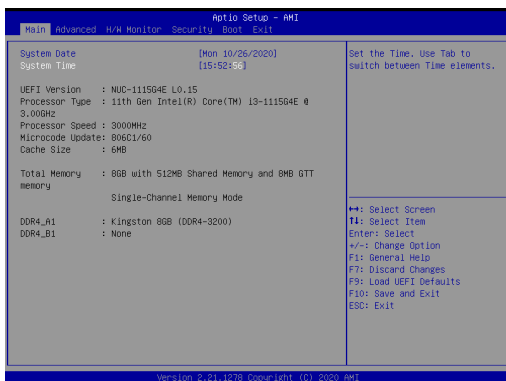 Aptio Setup – AMI
Main Advanced H/W Monitor Security Boot Exit
System Date [Mon 10/26/2020]
System Time [15:52:56]
UEFI Version : NUC-1115G4E L0.15
Processor Type : 11th Gen Intel(R) Core(TM) i3-1115G4E @
3.00GHz
Processor Speed : 3000MHz
Microcode Update: 806C1/60
Cache Size : 6MB
Total Memory : 8GB with 512MB Shared Memory and 8MB GTT
memory
Single-Channel Memory Mode
DDR4_A1 : Kingston 8GB (DDR4-3200)
DDR4_B1 : None
Set the Time. Use Tab to
switch between Time elements.
↔: Select Screen
↑↓: Select Item
Enter: Select
+/-: Change Option
F1: General Help
F7: Discard Changes
F9: Load UEFI Defaults
F10: Save and Exit
ESC: Exit
Version 2.21.1278 Copyright (C) 2020 AMI